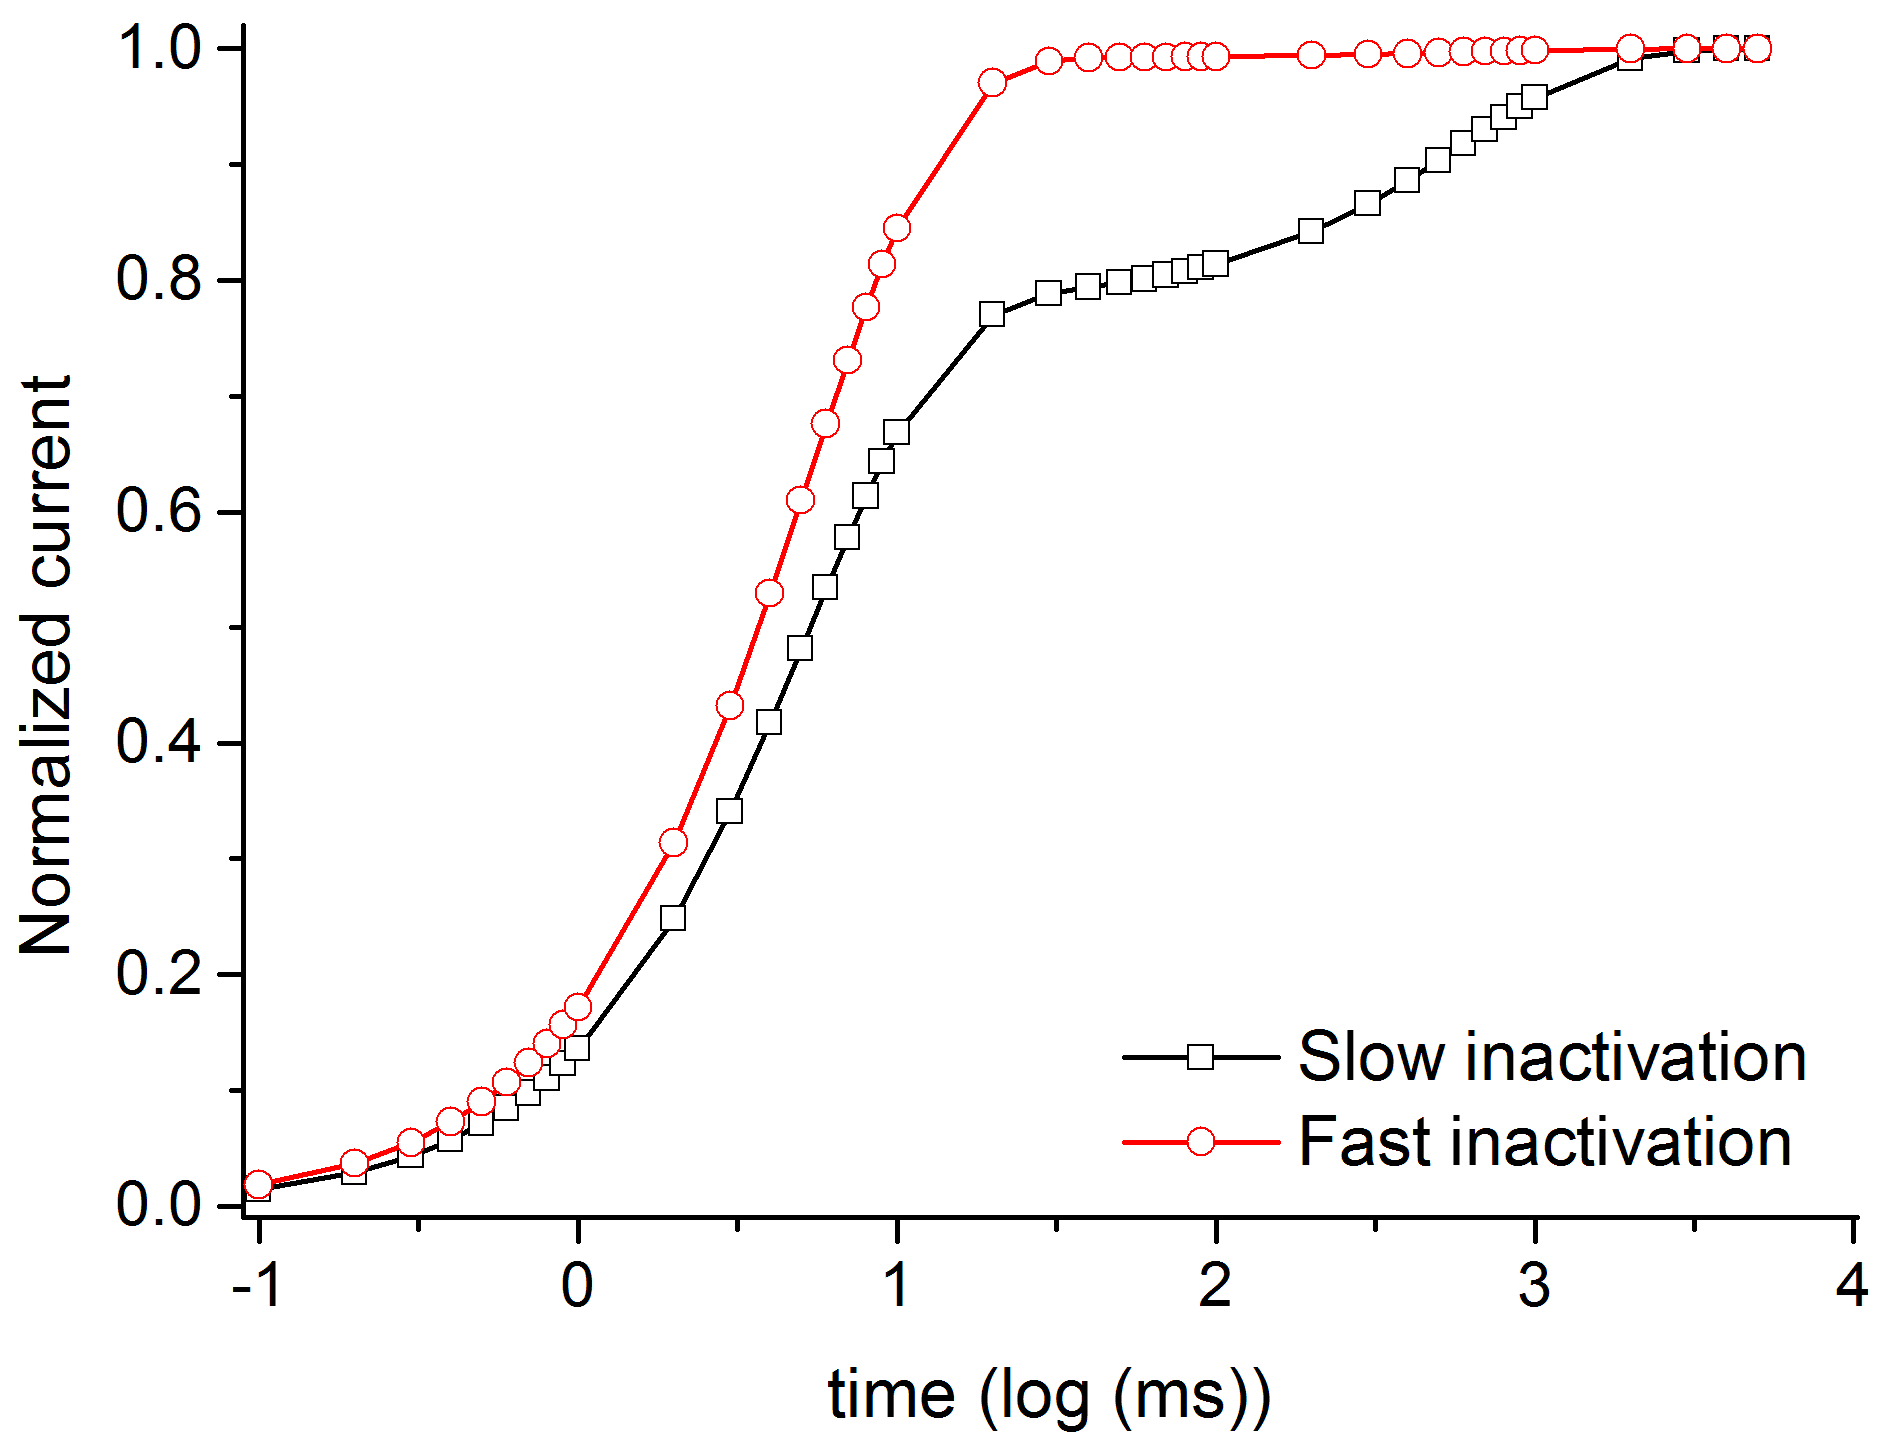 1.0
0.8
0.6
0.4
0.2
0.0
Normalized current
-1 0 1 2 3 4
time (log (ms))
Slow inactivation
Fast inactivation